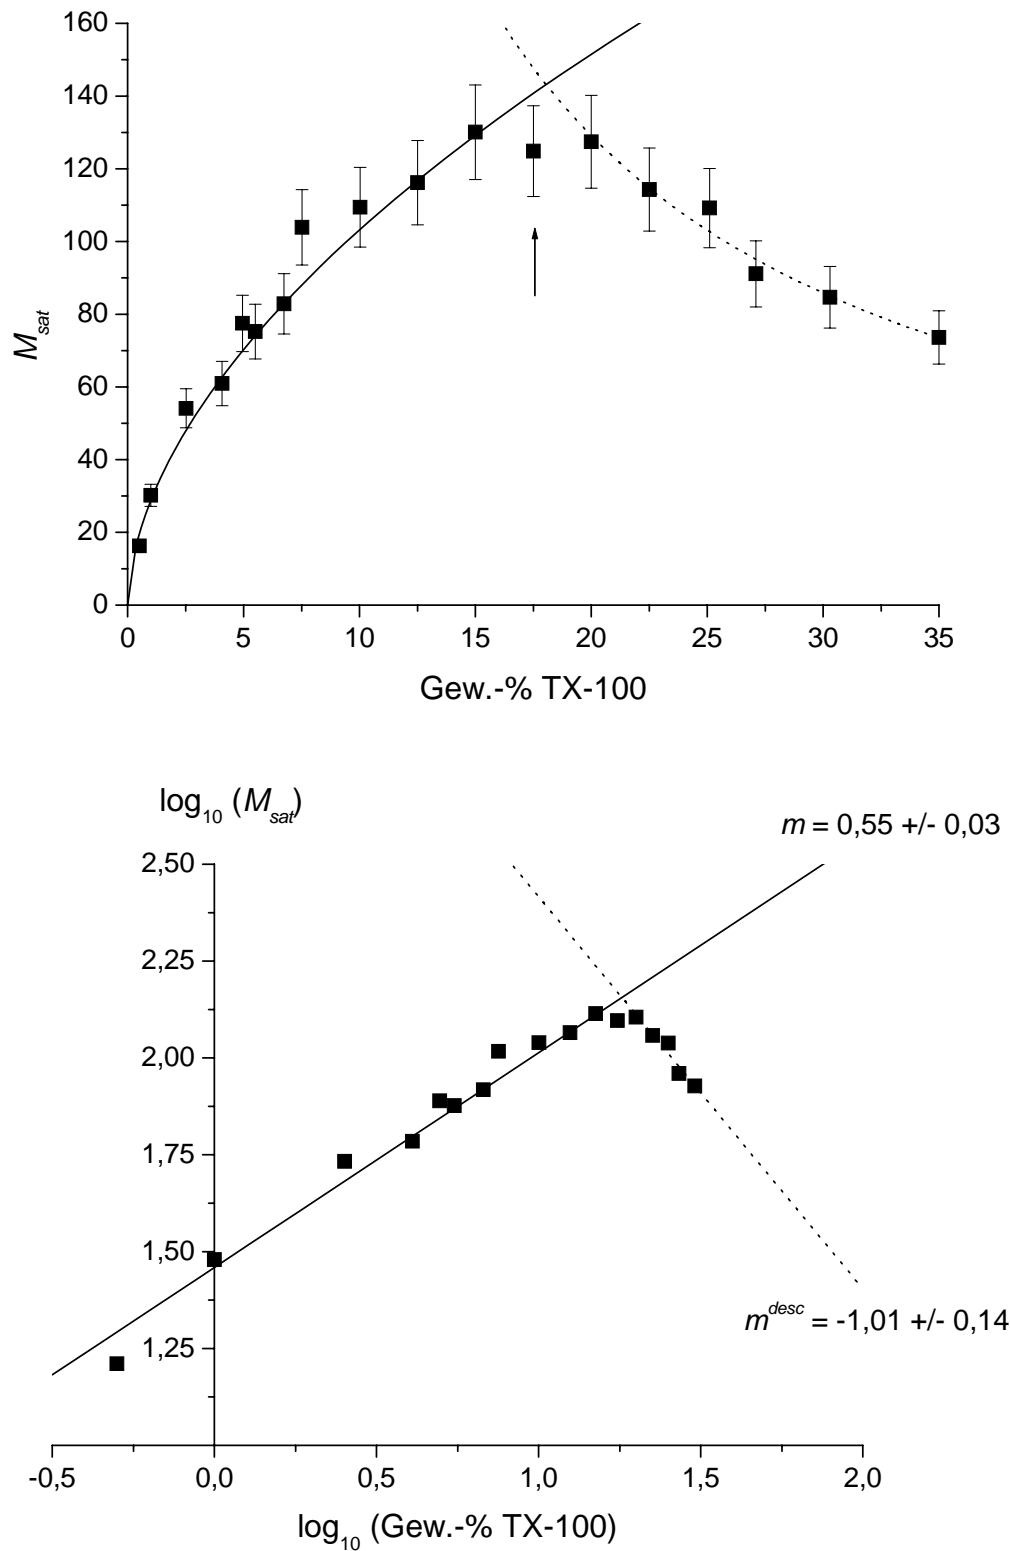 160
140
120
100
80
60
40
20
0
M_sat
0 5 10 15 20 25 30 35
Gew.-% TX-100
log₁₀ (M_sat)
m = 0,55 +/- 0,03
2,50
2,25
2,00
1,75
1,50
1,25
m^desc = -1,01 +/- 0,14
-0,5 0,0 0,5 1,0 1,5 2,0
log₁₀ (Gew.-% TX-100)